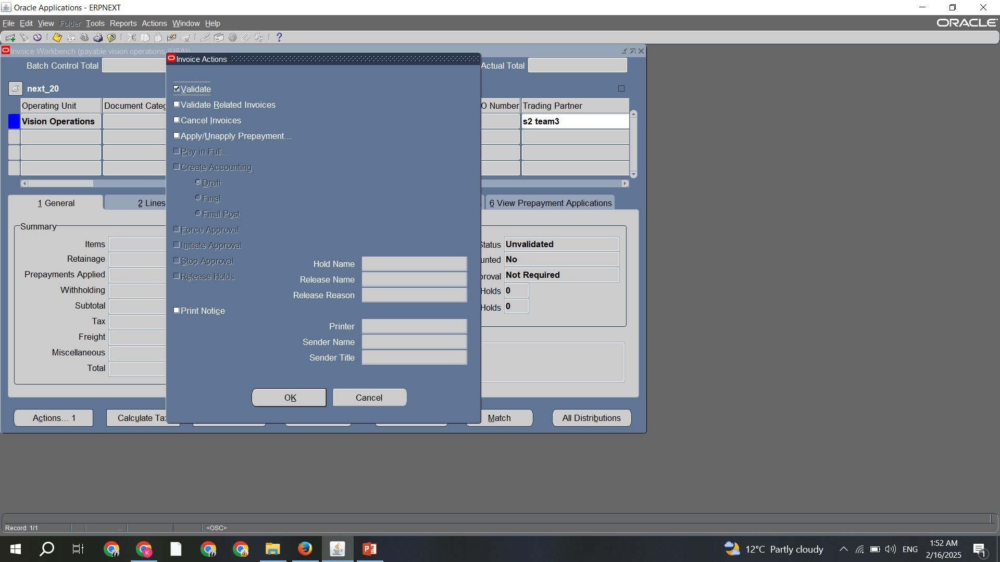 Oracle Applications - ERPNEXT
File Edit View Folder Tools Reports Actions Window Help
ORACLE
Invoice Workbench (payable vision operations (USA))
Invoice Actions
Batch Control Total
Actual Total
next_20
Operating Unit
Document Categ
O Number
Trading Partner
Vision Operations
s2 team3
Validate
Validate Related Invoices
Cancel Invoices
Apply/Unapply Prepayment...
Pay in Full...
Create Accounting
Draft
Final
Final Post
Force Approval
Initiate Approval
Stop Approval
Release Holds
Hold Name
Release Name
Release Reason
Print Notice
Printer
Sender Name
Sender Title
OK
Cancel
1 General
2 Lines
6 View Prepayment Applications
Summary
Items
Retainage
Prepayments Applied
Withholding
Subtotal
Tax
Freight
Miscellaneous
Total
Status Unvalidated
unted No
roval Not Required
Holds 0
Holds 0
Actions... 1
Calculate Tax
Match
All Distributions
Record: 1/1
...
<OSC>
12°C Partly cloudy
ENG
1:52 AM
2/16/2025
1